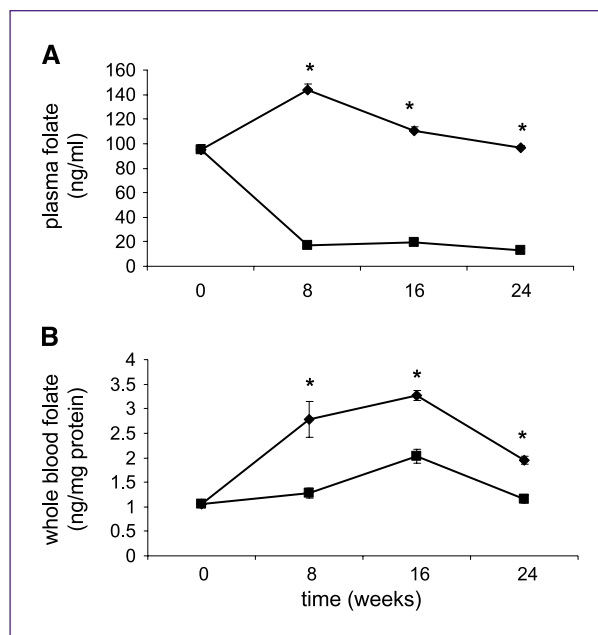 A
160
140
120
100
80
60
40
20
0
plasma folate
(ng/ml)
*
*
*
0 8 16 24
B
4
3.5
3
2.5
2
1.5
1
0.5
0
whole blood folate
(ng/mg protein)
*
*
*
0 8 16 24
time (weeks)